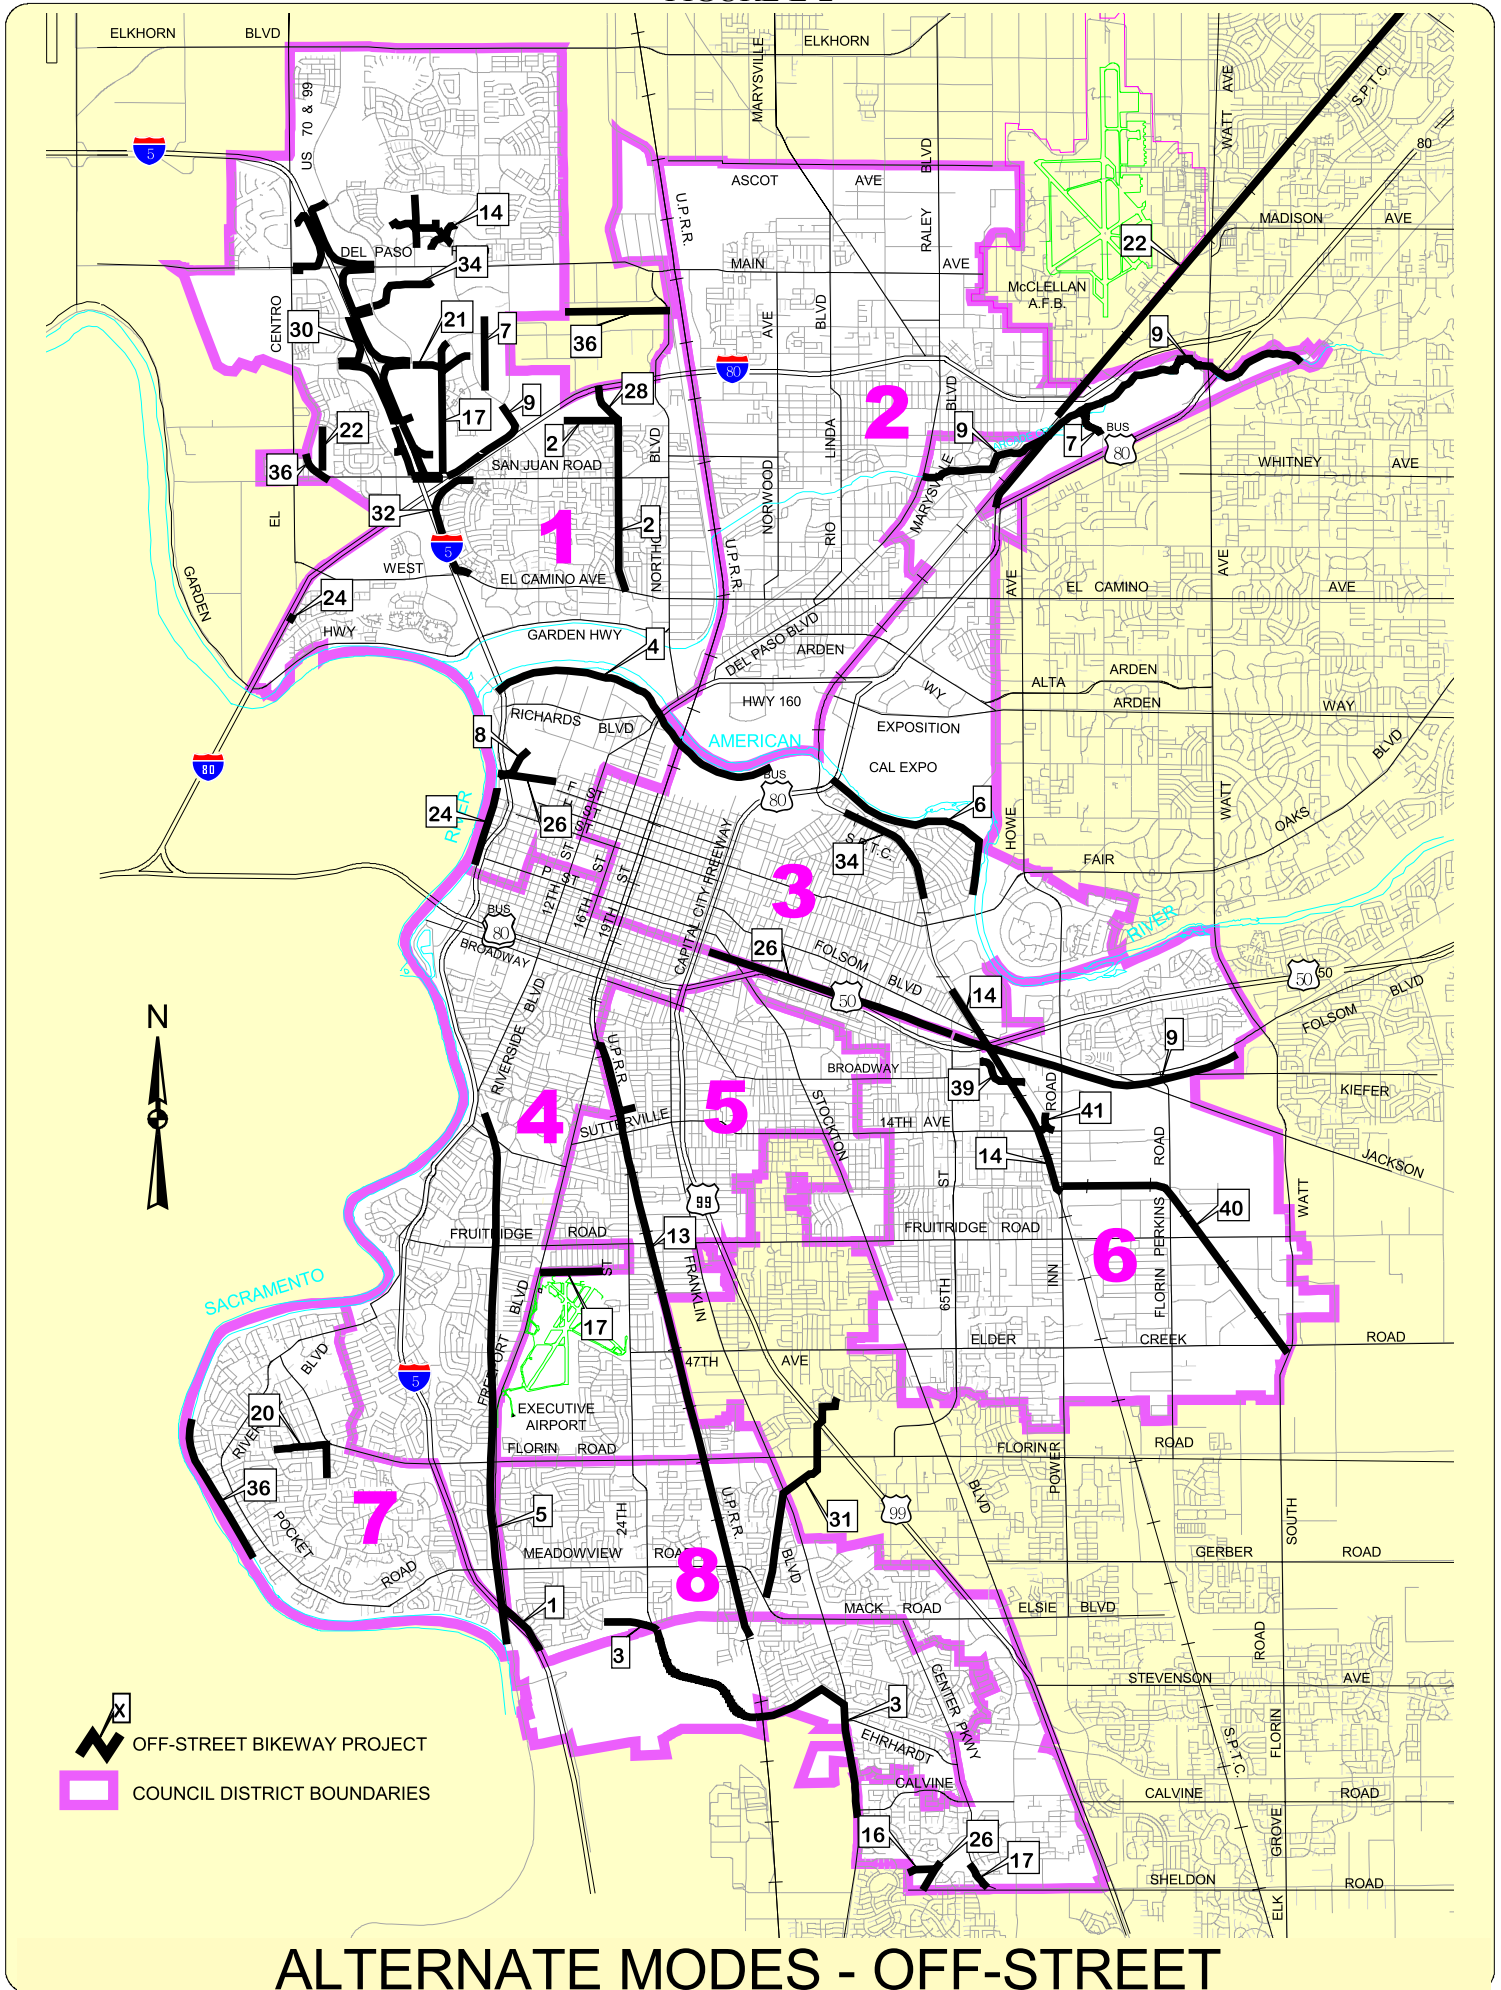 ELKHORN BLVD
ELKHORN
MARYSVILLE
US 70 & 99
5
WATT AVE
S.P.T.C.
80
ASCOT AVE
BLVD
RALEY
U.P.R.R.
14
DEL PASO
34
MAIN AVE
MADISON AVE
22
McCLELLAN
A.F.B.
CENTRO
30
21
7
36
AVE
BLVD
9
80
28
9
17
22
2
2
BLVD
9
7
BUS
80
36
SAN JUAN ROAD
BLVD
LINDA
WHITNEY AVE
MARYSVILLE
NORWOOD
EL
32
1
2
RIO
5
WEST
EL CAMINO AVE
U.P.R.R.
AVE
EL CAMINO AVE
AVE
GARDEN
24
HWY
GARDEN HWY
4
DEL PASO BLVD
ARDEN
ARDEN
ALTA
ARDEN WAY
WY
HWY 160
RICHARDS BLVD
EXPOSITION
8
AMERICAN
CAL EXPO
BLVD
80
BUS
80
RIVER
24
26
6
HOWE
WATT
OAKS
S.P.T.C.
34
FAIR
CAPITAL CITY FREEWAY
3
P ST
12TH ST
16TH ST
19TH ST
BUS
80
BROADWAY
RIVER
26
FOLSOM BLVD
50
50
50
14
FOLSOM BLVD
N
RIVERSIDE BLVD
U.P.R.R
BROADWAY
9
39
ROAD
KIEFER
4
5
STOCKTON
41
SUTTERVILLE
14TH AVE
14
ROAD
JACKSON
99
ST
WATT
FRUITRIDGE ROAD
13
FRUITRIDGE ROAD
40
PERKINS
6
FRANKLIN
ST
SACRAMENTO
BLVD
17
65TH
INN
FLORIN
BLVD
ELDER CREEK ROAD
5
FREEPORT
47TH AVE
20
EXECUTIVE
AIRPORT
RIVER
FLORIN ROAD
FLORIN ROAD
36
7
5
24TH
U.P.R.R.
31
99
BLVD
POWER
SOUTH
POCKET
ROAD
MEADOWVIEW ROAD
8
BLVD
GERBER ROAD
1
MACK ROAD
ELSIE BLVD
3
ROAD
CENTER PKWY
STEVENSON AVE
3
X
OFF-STREET BIKEWAY PROJECT
EHRHARDT
S.P.T.C.
FLORIN
CALVINE
CALVINE ROAD
COUNCIL DISTRICT BOUNDARIES
16
26
17
GROVE
SHELDON ROAD
ELK
ALTERNATE MODES - OFF-STREET